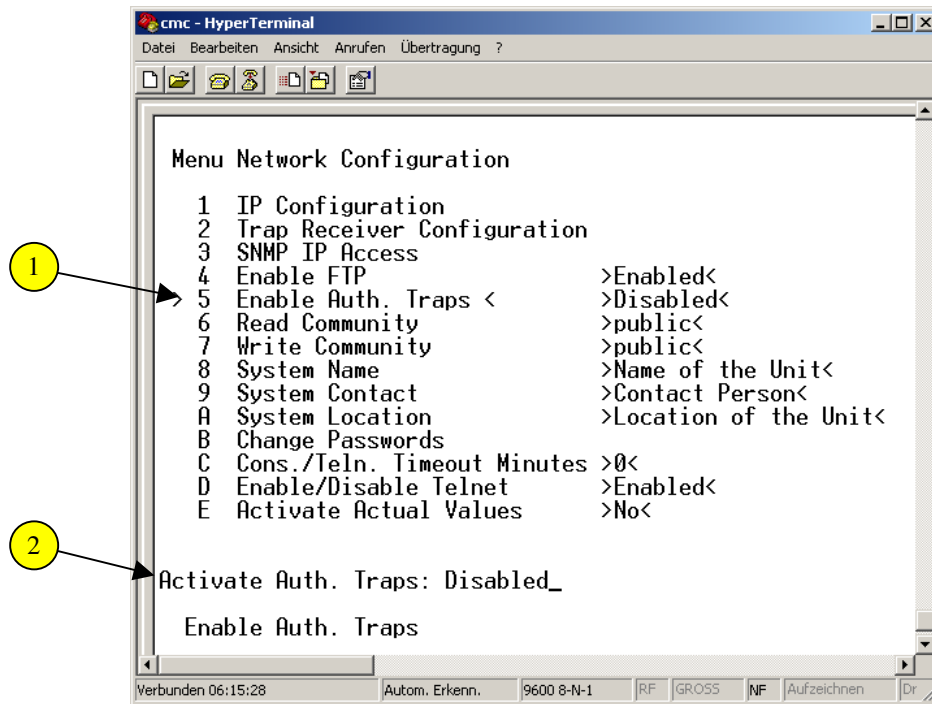 cmc - HyperTerminal
Datei Bearbeiten Ansicht Anrufen Übertragung ?
Menu Network Configuration
1 IP Configuration
2 Trap Receiver Configuration
3 SNMP IP Access
4 Enable FTP >Enabled<
1
> 5 Enable Auth. Traps < >Disabled<
6 Read Community >public<
7 Write Community >public<
8 System Name >Name of the Unit<
9 System Contact >Contact Person<
A System Location >Location of the Unit<
B Change Passwords
C Cons./Teln. Timeout Minutes >0<
D Enable/Disable Telnet >Enabled<
E Activate Actual Values >No<
2
Activate Auth. Traps: Disabled_
Enable Auth. Traps
Verbunden 06:15:28 Autom. Erkenn. 9600 8-N-1 RF GROSS NF Aufzeichnen Dr